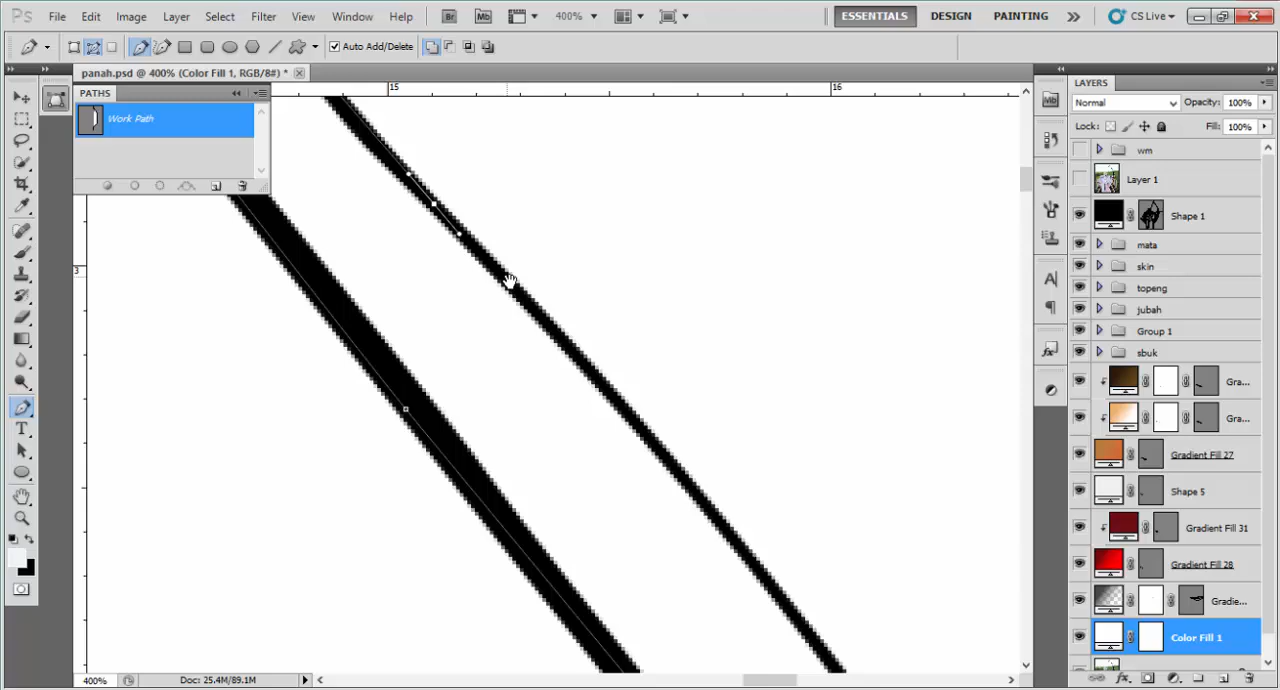 Ps File Edit Image Layer Select Filter View Window Help Br Mb 400% ESSENTIALS DESIGN PAINTING CS Live
Auto Add/Delete
panah.psd @ 400% (Color Fill 1, RGB/8#) *
PATHS
Work Path
15 16
3
LAYERS
Normal Opacity: 100%
Lock: Fill: 100%
wm
Layer 1
Shape 1
mata
skin
topeng
jubah
Group 1
sbuk
Gra...
Gra...
Gradient Fill 27
Shape 5
Gradient Fill 31
Gradient Fill 28
Gradie...
Color Fill 1
Mb
A
T
fx
400% Doc: 25.4M/89.1M
fx